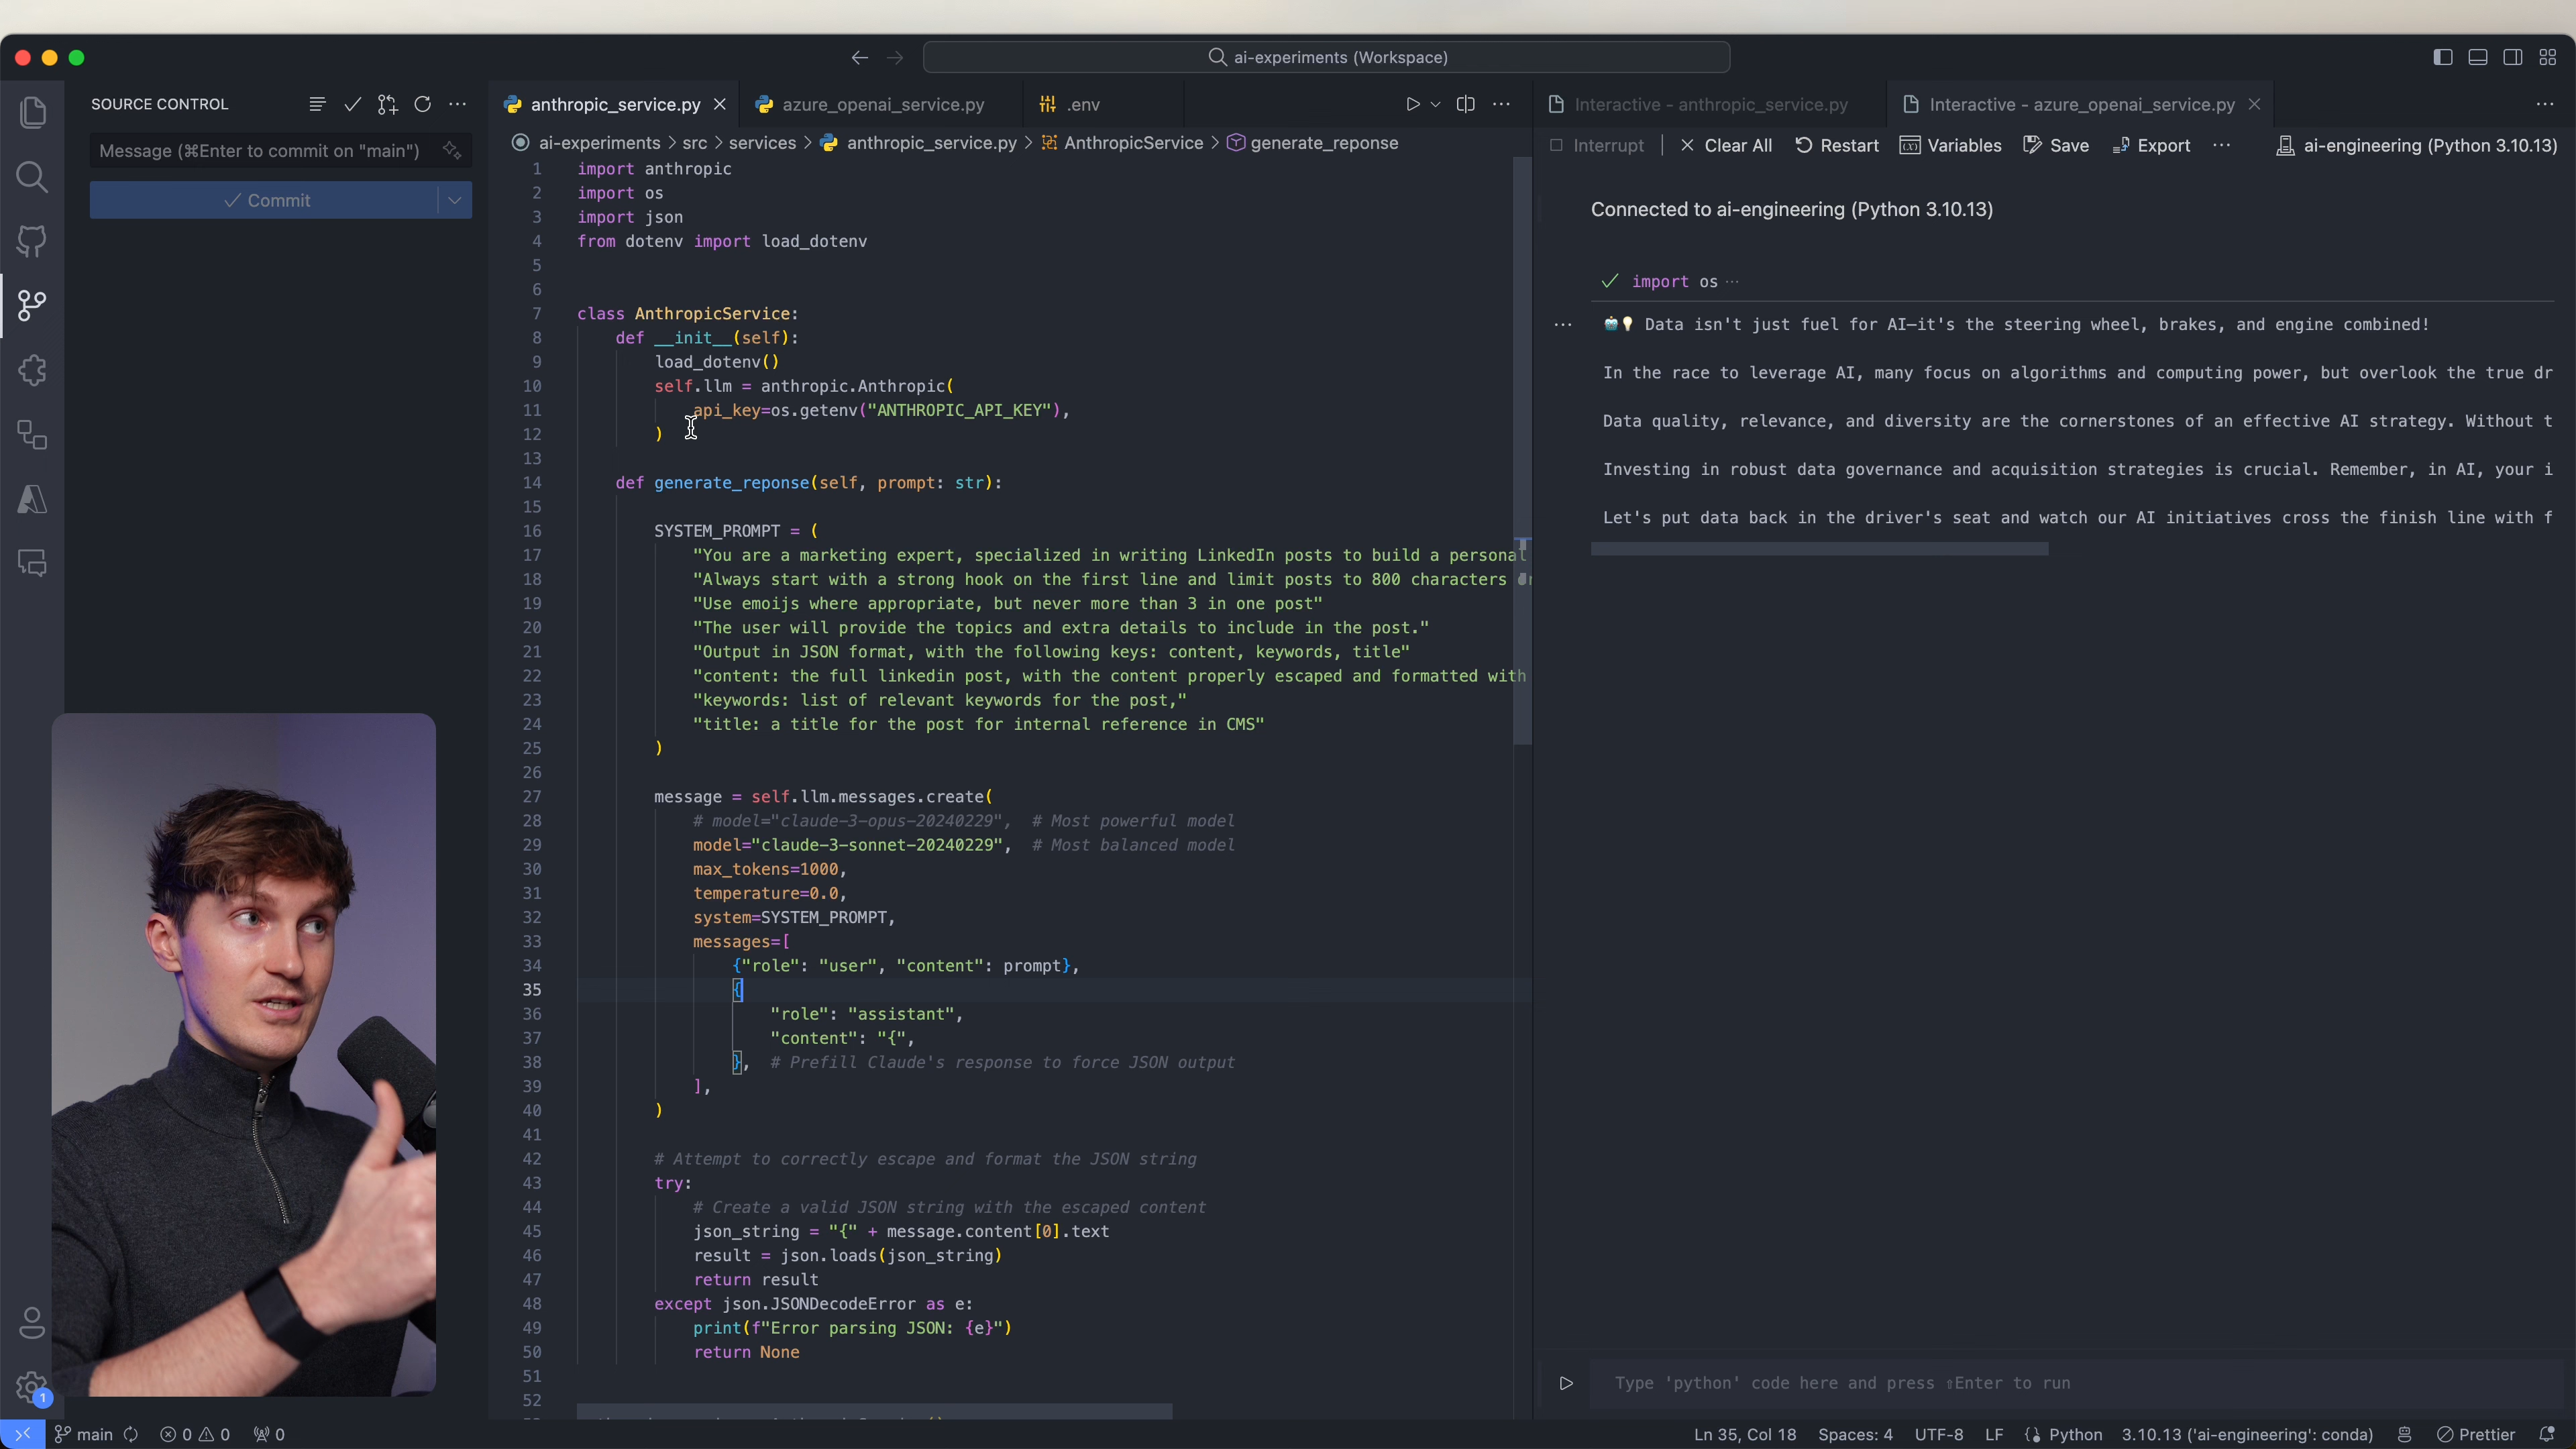 ai-experiments (Workspace)
SOURCE CONTROL
Message (⌘Enter to commit on "main")
Commit
anthropic_service.py
azure_openai_service.py
.env
ai-experiments > src > services > anthropic_service.py > AnthropicService > generate_reponse
1 import anthropic
2 import os
3 import json
4 from dotenv import load_dotenv
5
6
7 class AnthropicService:
8 def __init__(self):
9 load_dotenv()
10 self.llm = anthropic.Anthropic(
11 api_key=os.getenv("ANTHROPIC_API_KEY"),
12 )
13
14 def generate_reponse(self, prompt: str):
15
16 SYSTEM_PROMPT = (
17 "You are a marketing expert, specialized in writing LinkedIn posts to build a personal
18 "Always start with a strong hook on the first line and limit posts to 800 characters
19 "Use emoijs where appropriate, but never more than 3 in one post"
20 "The user will provide the topics and extra details to include in the post."
21 "Output in JSON format, with the following keys: content, keywords, title"
22 "content: the full linkedin post, with the content properly escaped and formatted with
23 "keywords: list of relevant keywords for the post,"
24 "title: a title for the post for internal reference in CMS"
25 )
26
27 message = self.llm.messages.create(
28 # model="claude-3-opus-20240229", # Most powerful model
29 model="claude-3-sonnet-20240229", # Most balanced model
30 max_tokens=1000,
31 temperature=0.0,
32 system=SYSTEM_PROMPT,
33 messages=[
34 {"role": "user", "content": prompt},
35 {
36 "role": "assistant",
37 "content": "{",
38 }, # Prefill Claude's response to force JSON output
39 ],
40 )
41
42 # Attempt to correctly escape and format the JSON string
43 try:
44 # Create a valid JSON string with the escaped content
45 json_string = "{" + message.content[0].text
46 result = json.loads(json_string)
47 return result
48 except json.JSONDecodeError as e:
49 print(f"Error parsing JSON: {e}")
50 return None
51
52
Interactive - anthropic_service.py
Interactive - azure_openai_service.py
Interrupt | Clear All Restart Variables Save Export ··· ai-engineering (Python 3.10.13)
Connected to ai-engineering (Python 3.10.13)
import os ···
🤖💡 Data isn't just fuel for AI—it's the steering wheel, brakes, and engine combined!
In the race to leverage AI, many focus on algorithms and computing power, but overlook the true dr
Data quality, relevance, and diversity are the cornerstones of an effective AI strategy. Without t
Investing in robust data governance and acquisition strategies is crucial. Remember, in AI, your i
Let's put data back in the driver's seat and watch our AI initiatives cross the finish line with f
Type 'python' code here and press ⇧Enter to run
1
main 0 0 0
Ln 35, Col 18 Spaces: 4 UTF-8 LF Python 3.10.13 ('ai-engineering': conda) Prettier